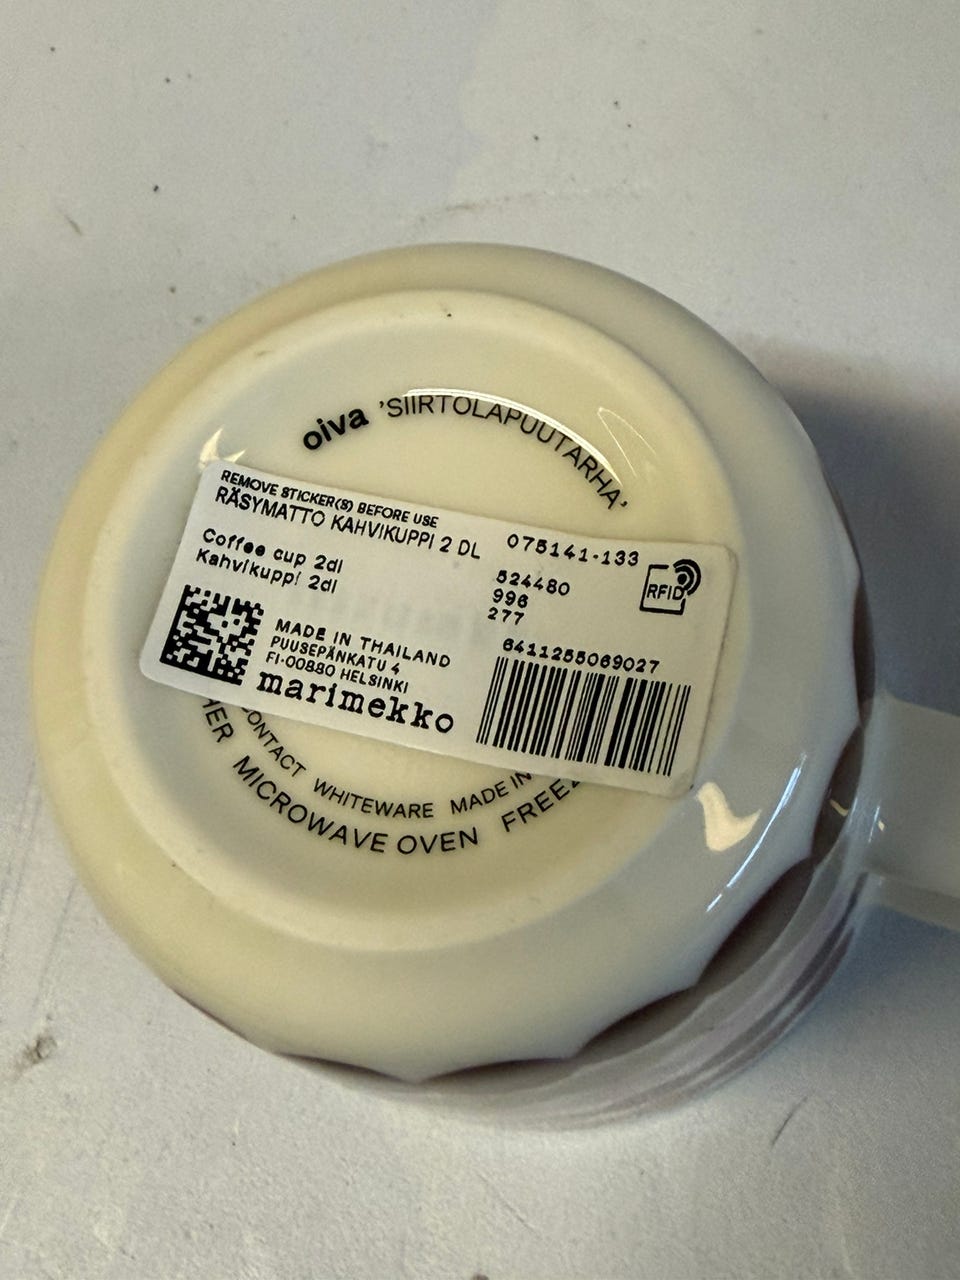 oiva 'SIIRTOLAPUUTARHA'
REMOVE STICKER(S) BEFORE USE
RÄSYMATTO KAHVIKUPPI 2 DL
075141-133
Coffee cup 2dl
Kahvikuppi 2dl
524480
996
277
RFID
MADE IN THAILAND
PUUSEPÄNKATU 4
FI-00880 HELSINKI
marimekko
6411255069027
CONTACT WHITEWARE MADE IN
MICROWAVE OVEN